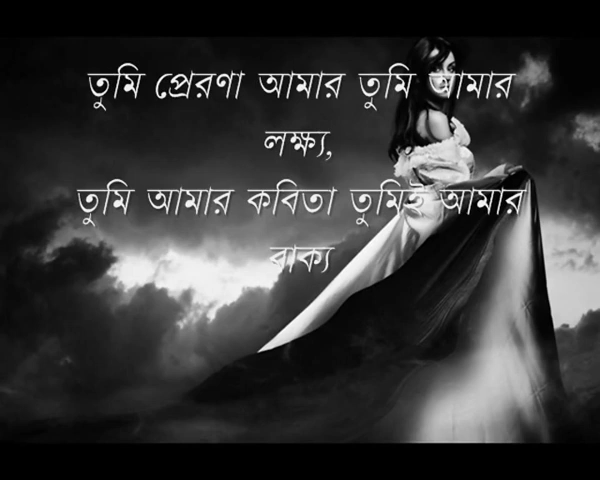 তুমি প্রেরণা আমার তুমি আমার
লক্ষ্য,
তুমি আমার কবিতা তুমিই আমার
বাক্য